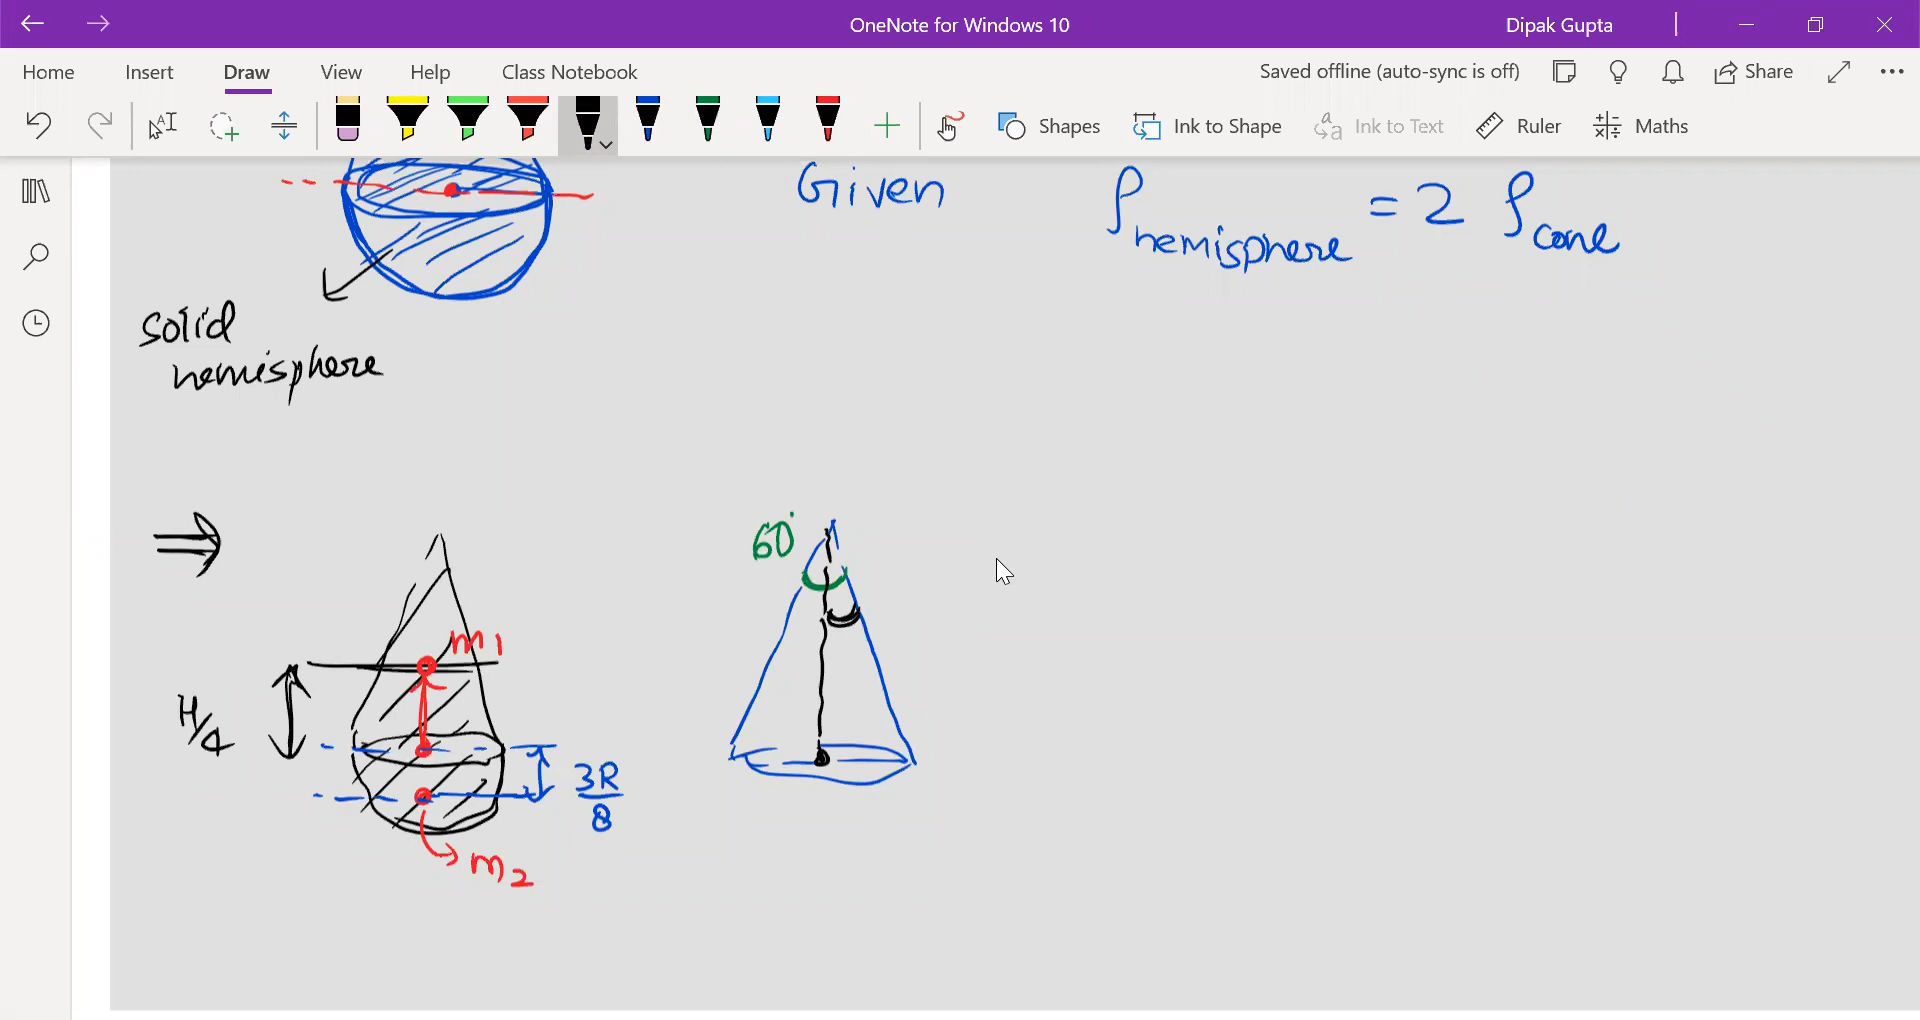 OneNote for Windows 10
Dipak Gupta
Home Insert Draw View Help Class Notebook
Saved offline (auto-sync is off)
Share
Shapes
Ink to Shape
Ink to Text
Ruler
Maths
Given
ρhemisphere = 2 ρcone
solid
hemisphere
⇒
60°
m1
H/4
3R/8
m2